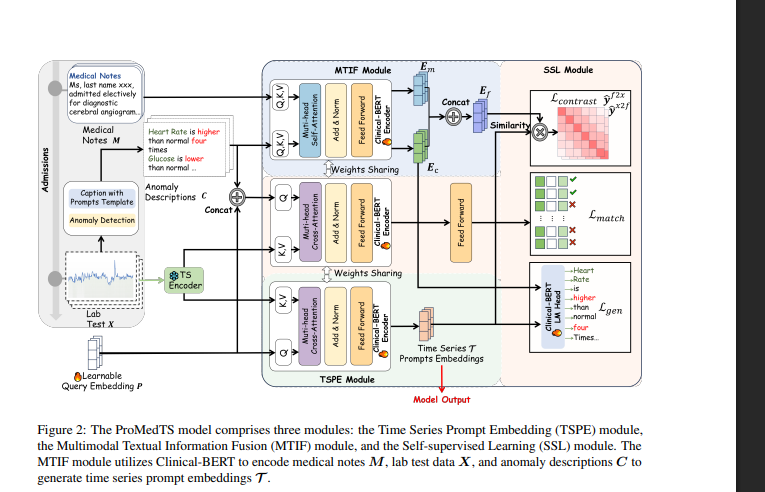 MTIF Module
SSL Module
Medical Notes
Ms, last name xxx,
admitted electively
for diagnostic
cerebral angiogram...
Medical
Notes M
Heart Rate is higher
than normal four
times
Glucose is lower
than normal ...
Anomaly
Descriptions C
Concat
Admissions
Caption with
Prompts Template
Anomaly Detection
Lab
Test X
TS
Encoder
Learnable
Query Embedding P
Q,K,V
Q,K,V
Muti-head
Self-Attention
Add & Norm
Feed Forward
Clinical-BERT
Encoder
E_m
E_c
Concat
E_f
Similarity
L_contrast ŷ^f2x
ŷ^x2f
Weights Sharing
Q
K,V
Muti-head
Cross-Attention
Add & Norm
Feed Forward
Clinical-BERT
Encoder
Feed Forward
L_match
Weights Sharing
K,V
Q
Muti-head
Cross-Attention
Add & Norm
Feed Forward
Clinical-BERT
Encoder
TSPE Module
Time Series T
Prompts Embeddings
Model Output
Clinical-BERT
LM Head
Heart
Rate
is
higher
than
normal
four
Times...
L_gen
Figure 2: The ProMedTS model comprises three modules: the Time Series Prompt Embedding (TSPE) module,
the Multimodal Textual Information Fusion (MTIF) module, and the Self-supervised Learning (SSL) module. The
MTIF module utilizes Clinical-BERT to encode medical notes M, lab test data X, and anomaly descriptions C to
generate time series prompt embeddings T.